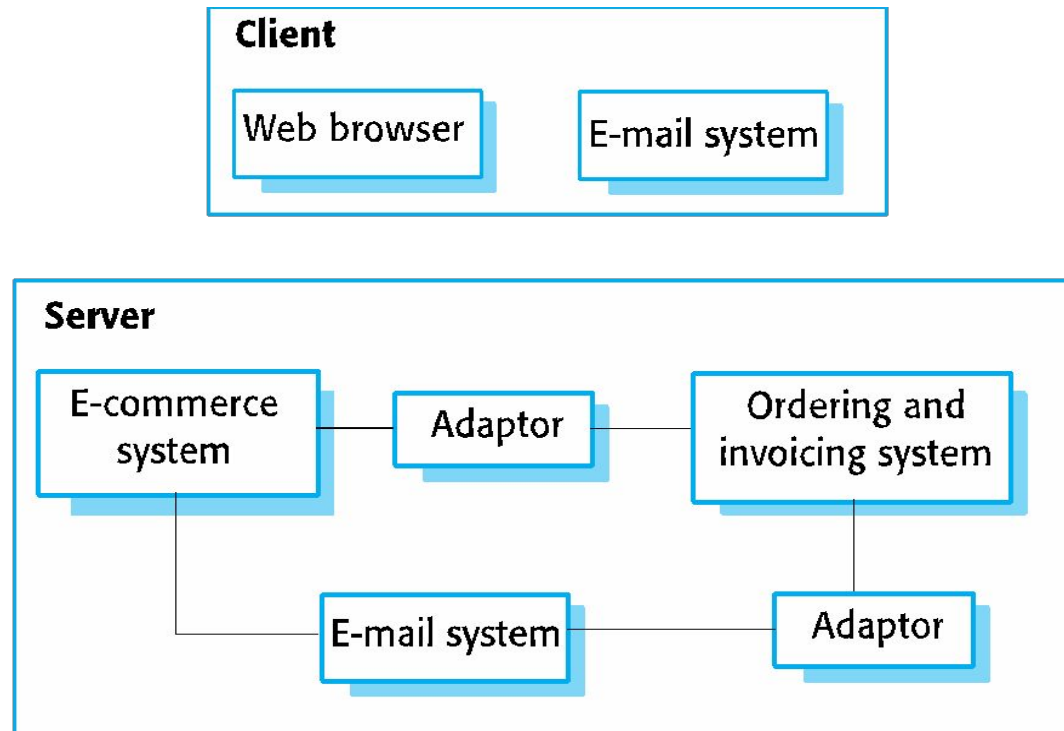 Client
Web browser
E-mail system
Server
E-commerce
system
Adaptor
Ordering and
invoicing system
E-mail system
Adaptor